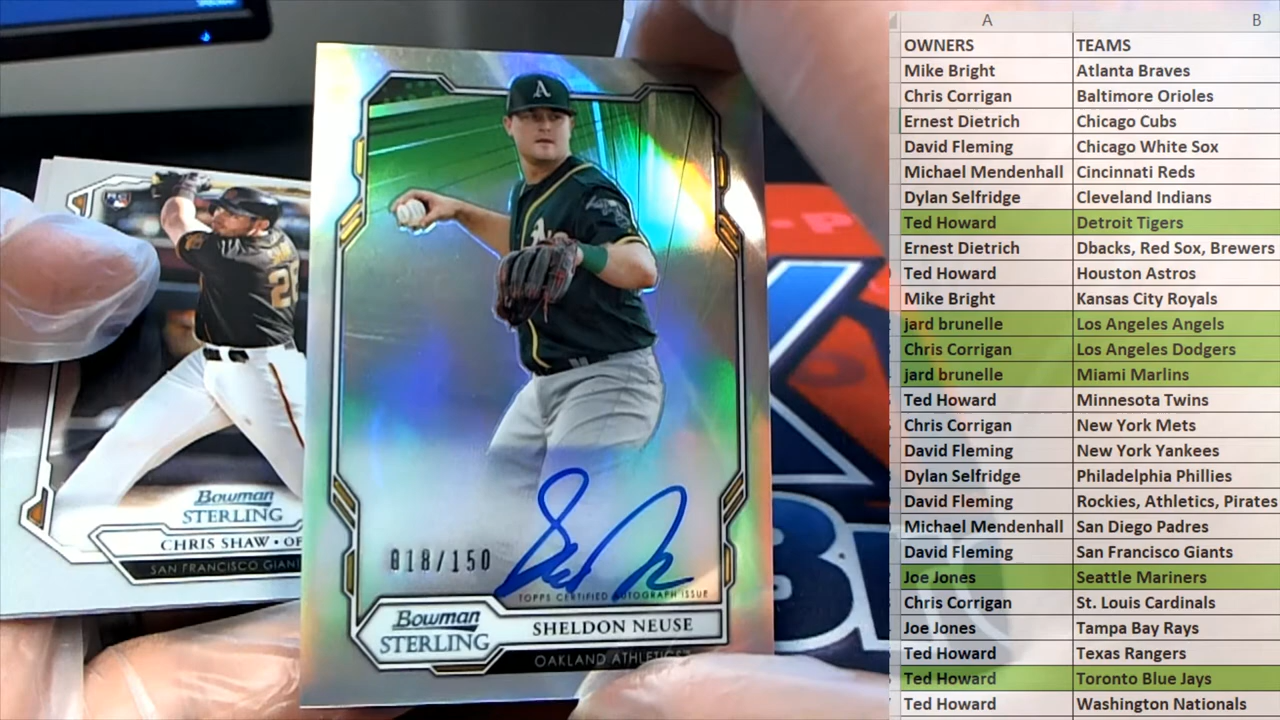 A
26
Bowman
STERLING
CHRIS SHAW • OF
SAN FRANCISCO GIANT
A
A's
018/150
TOPPS CERTIFIED AUTOGRAPH ISSUE
Bowman
STERLING
SHELDON NEUSE
OAKLAND ATHLETICS
A B
OWNERS TEAMS
Mike Bright Atlanta Braves
Chris Corrigan Baltimore Orioles
Ernest Dietrich Chicago Cubs
David Fleming Chicago White Sox
Michael Mendenhall Cincinnati Reds
Dylan Selfridge Cleveland Indians
Ted Howard Detroit Tigers
Ernest Dietrich Dbacks, Red Sox, Brewers
Ted Howard Houston Astros
Mike Bright Kansas City Royals
jard brunelle Los Angeles Angels
Chris Corrigan Los Angeles Dodgers
jard brunelle Miami Marlins
Ted Howard Minnesota Twins
Chris Corrigan New York Mets
David Fleming New York Yankees
Dylan Selfridge Philadelphia Phillies
David Fleming Rockies, Athletics, Pirates
Michael Mendenhall San Diego Padres
David Fleming San Francisco Giants
Joe Jones Seattle Mariners
Chris Corrigan St. Louis Cardinals
Joe Jones Tampa Bay Rays
Ted Howard Texas Rangers
Ted Howard Toronto Blue Jays
Ted Howard Washington Nationals